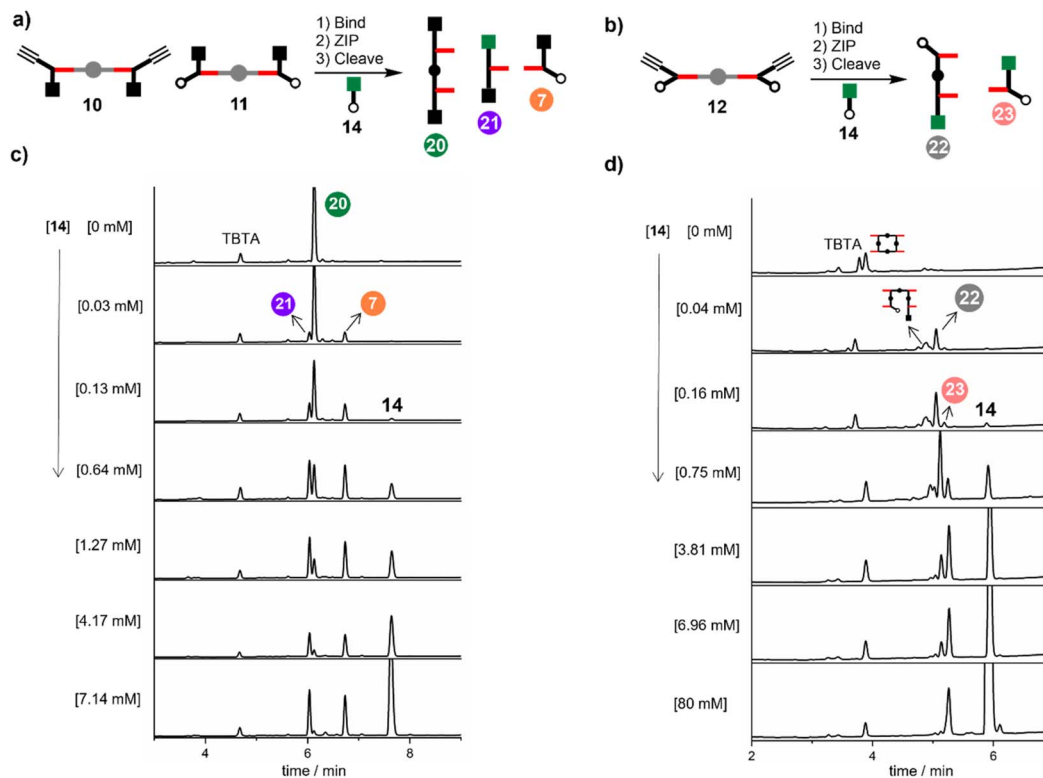 a)
1) Bind
2) ZIP
3) Cleave
10
11
14
20
21
7
b)
1) Bind
2) ZIP
3) Cleave
12
14
22
23
c)
[14] [0 mM]
TBTA
20
[0.03 mM]
21
7
[0.13 mM]
14
[0.64 mM]
[1.27 mM]
[4.17 mM]
[7.14 mM]
4 6 8
time / min
d)
[14] [0 mM]
TBTA
[0.04 mM]
22
[0.16 mM]
23
14
[0.75 mM]
[3.81 mM]
[6.96 mM]
[80 mM]
2 4 6
time / min